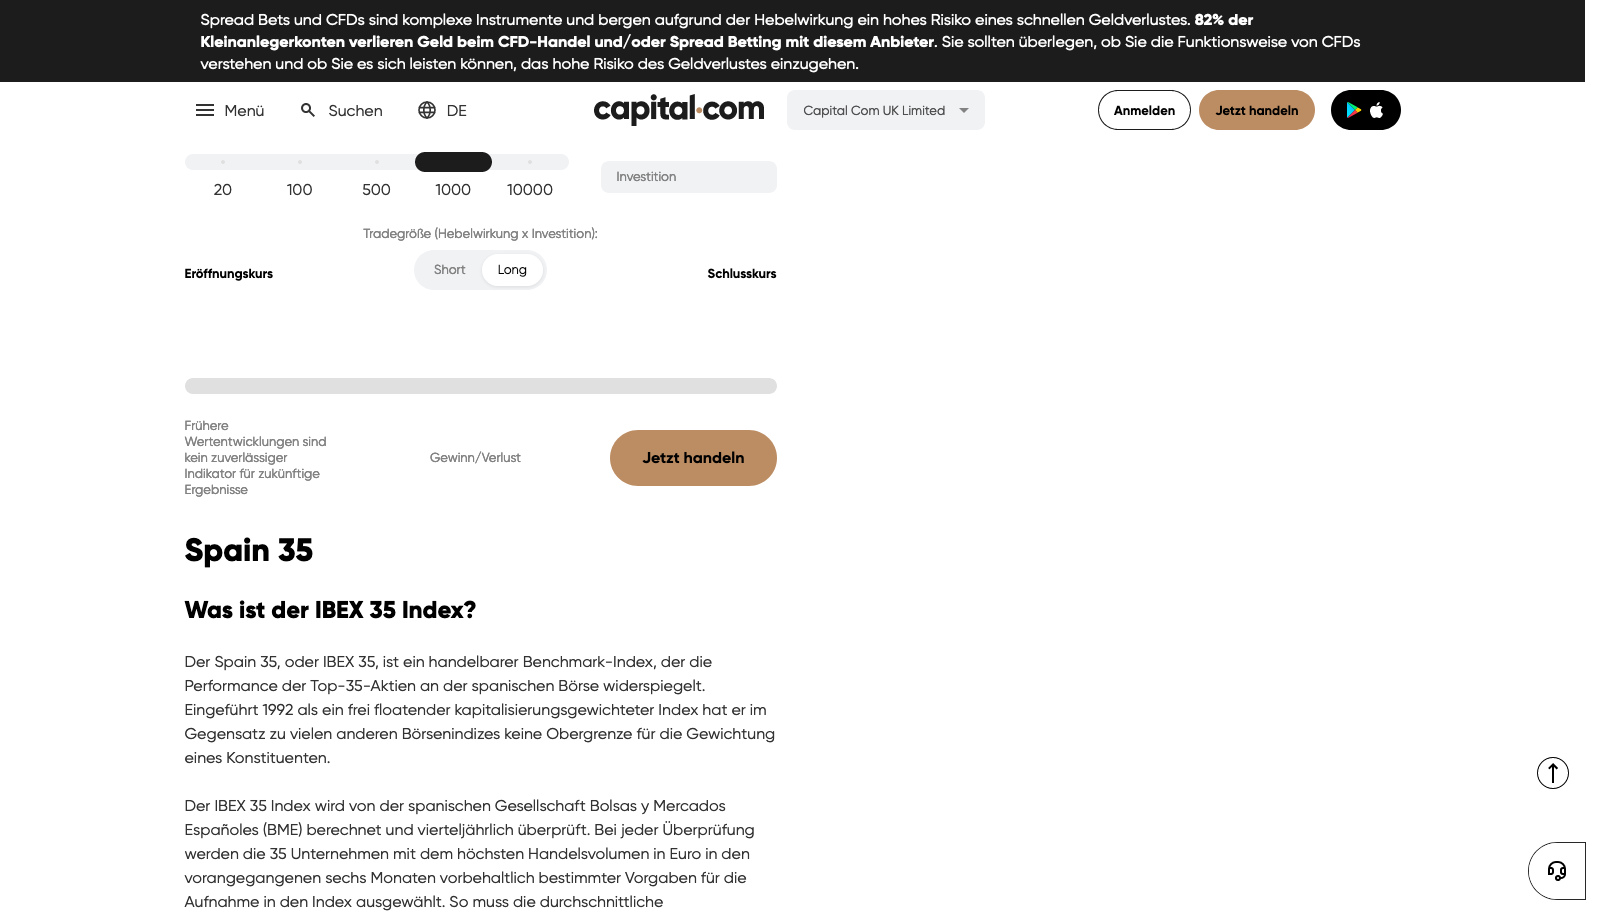 Spread Bets und CFDs sind komplexe Instrumente und bergen aufgrund der Hebelwirkung ein hohes Risiko eines schnellen Geldverlustes. 82% der
Kleinanlegerkonten verlieren Geld beim CFD-Handel und/oder Spread Betting mit diesem Anbieter. Sie sollten überlegen, ob Sie die Funktionsweise von CFDs
verstehen und ob Sie es sich leisten können, das hohe Risiko des Geldverlustes einzugehen.
Menü Suchen DE capital.com Capital Com UK Limited Anmelden Jetzt handeln
20 100 500 1000 10000
Investition
Tradegröße (Hebelwirkung x Investition):
Eröffnungskurs Short Long Schlusskurs
Frühere
Wertentwicklungen sind
kein zuverlässiger
Indikator für zukünftige
Ergebnisse
Gewinn/Verlust
Jetzt handeln
Spain 35
Was ist der IBEX 35 Index?
Der Spain 35, oder IBEX 35, ist ein handelbarer Benchmark-Index, der die
Performance der Top-35-Aktien an der spanischen Börse widerspiegelt.
Eingeführt 1992 als ein frei floatender kapitalisierungsgewichteter Index hat er im
Gegensatz zu vielen anderen Börsenindizes keine Obergrenze für die Gewichtung
eines Konstituenten.
Der IBEX 35 Index wird von der spanischen Gesellschaft Bolsas y Mercados
Españoles (BME) berechnet und vierteljährlich überprüft. Bei jeder Überprüfung
werden die 35 Unternehmen mit dem höchsten Handelsvolumen in Euro in den
vorangegangenen sechs Monaten vorbehaltlich bestimmter Vorgaben für die
Aufnahme in den Index ausgewählt. So muss die durchschnittliche